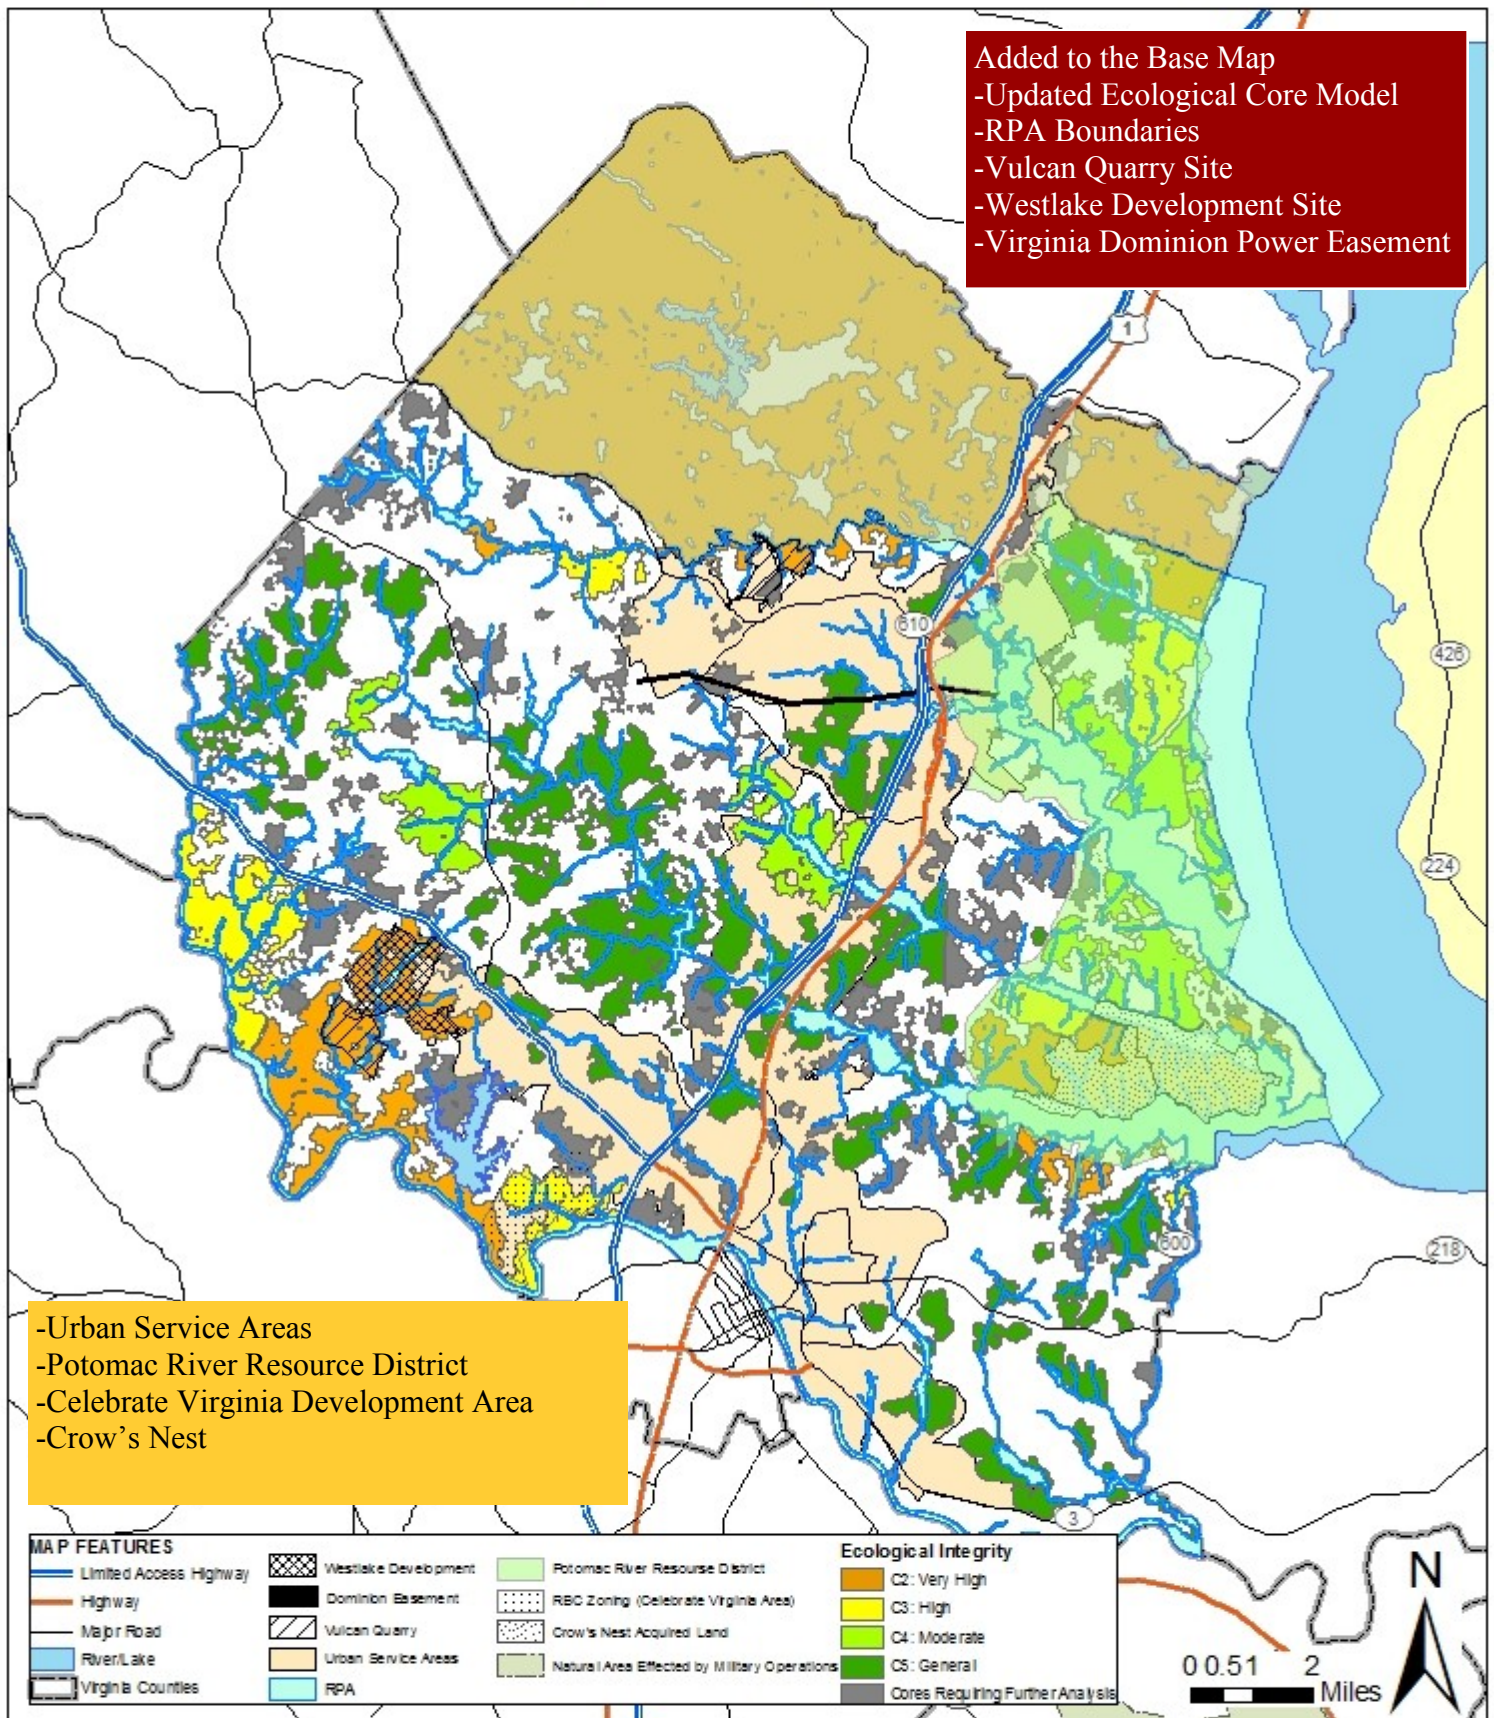 Added to the Base Map
-Updated Ecological Core Model
-RPA Boundaries
-Vulcan Quarry Site
-Westlake Development Site
-Virginia Dominion Power Easement
1
610
426
224
600
218
3
-Urban Service Areas
-Potomac River Resource District
-Celebrate Virginia Development Area
-Crow's Nest
MAP FEATURES
Limited Access Highway
Highway
Major Road
River/Lake
Virginia Counties
Westlake Development
Dominion Easement
Vulcan Quarry
Urban Service Areas
RPA
Potomac River Resourse District
RBC Zoning (Celebrate Virginia Area)
Crow's Nest Acquired Land
Natural Area Effected by Military Operations
Ecological Integrity
C2: Very High
C3: High
C4: Moderate
C5: General
Cores Requiring Further Analysis
N
0 0.5 1 2
Miles